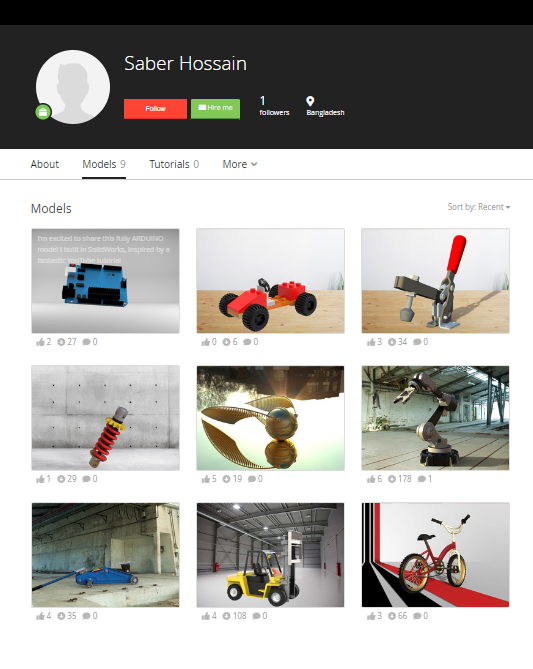 Saber Hossain
Follow
Hire me
1
followers
Bangladesh
About
Models 9
Tutorials 0
More
Models
Sort by: Recent
I'm excited to share this fully ARDUINO
model I built in SolidWorks, inspired by a
fantastic YouTube tutorial
2 27 0
0 6 0
3 34 0
1 29 0
5 19 0
6 178 1
4 35 0
4 108 0
3 66 0